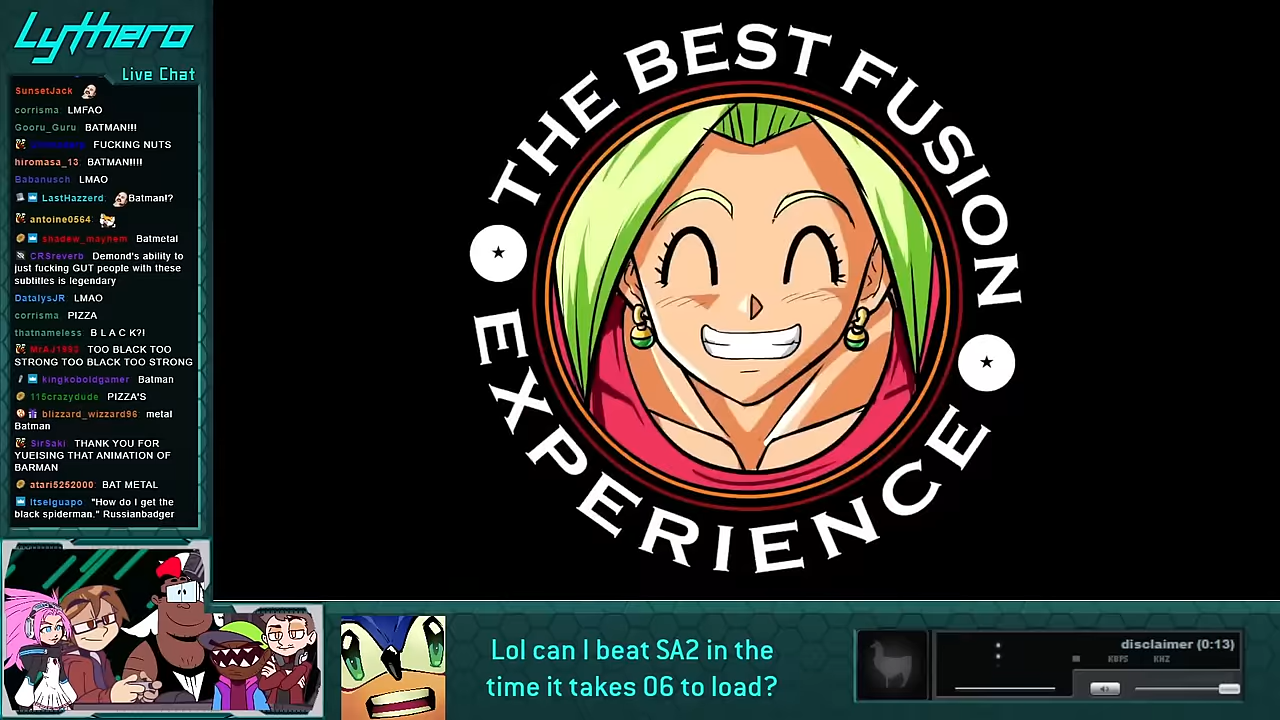 Lythero
Live Chat
SunsetJack
corrisma LMFAO
Gooru_Guru BATMAN!!!
FUCKING NUTS
hiromasa_13: BATMAN!!!!
Babanusch LMAO
LastHazzerd: Batman!?
antoine0564:
shadow_mayhem Batmetal
CRSreverb Demond's ability to
just fucking GUT people with these
subtitles is legendary
DatalysJR LMAO
corrisma PIZZA
thatnameless B L A C K?!
MrAJ1993 TOO BLACK TOO
STRONG TOO BLACK TOO STRONG
kingkoboldgamer Batman
115crazydude PIZZA'S
blizzard_wizzard96: metal
Batman
SirSaki THANK YOU FOR
YUEISING THAT ANIMATION OF
BARMAN
atari5252000: BAT METAL
Itselguapo "How do I get the
black spiderman." Russianbadger
THE BEST FUSION
EXPERIENCE
Lol can I beat SA2 in the
time it takes 06 to load?
disclaimer (0:13)
KBPS KHZ